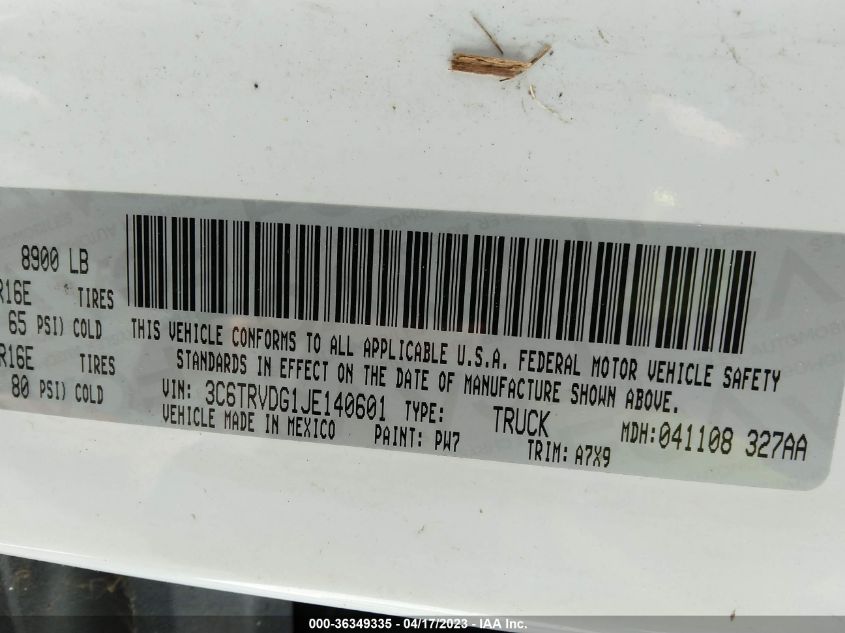 8900 LB
R16E TIRES
65 PSI) COLD
R16E TIRES
80 PSI) COLD
THIS VEHICLE CONFORMS TO ALL APPLICABLE U.S.A. FEDERAL MOTOR VEHICLE SAFETY
STANDARDS IN EFFECT ON THE DATE OF MANUFACTURE SHOWN ABOVE.
VIN: 3C6TRVDG1JE140601 TYPE: TRUCK MDH:041108 327AA
VEHICLE MADE IN MEXICO PAINT: PW7 TRIM: A7X9
000-36349335 - 04/17/2023 - IAA Inc.